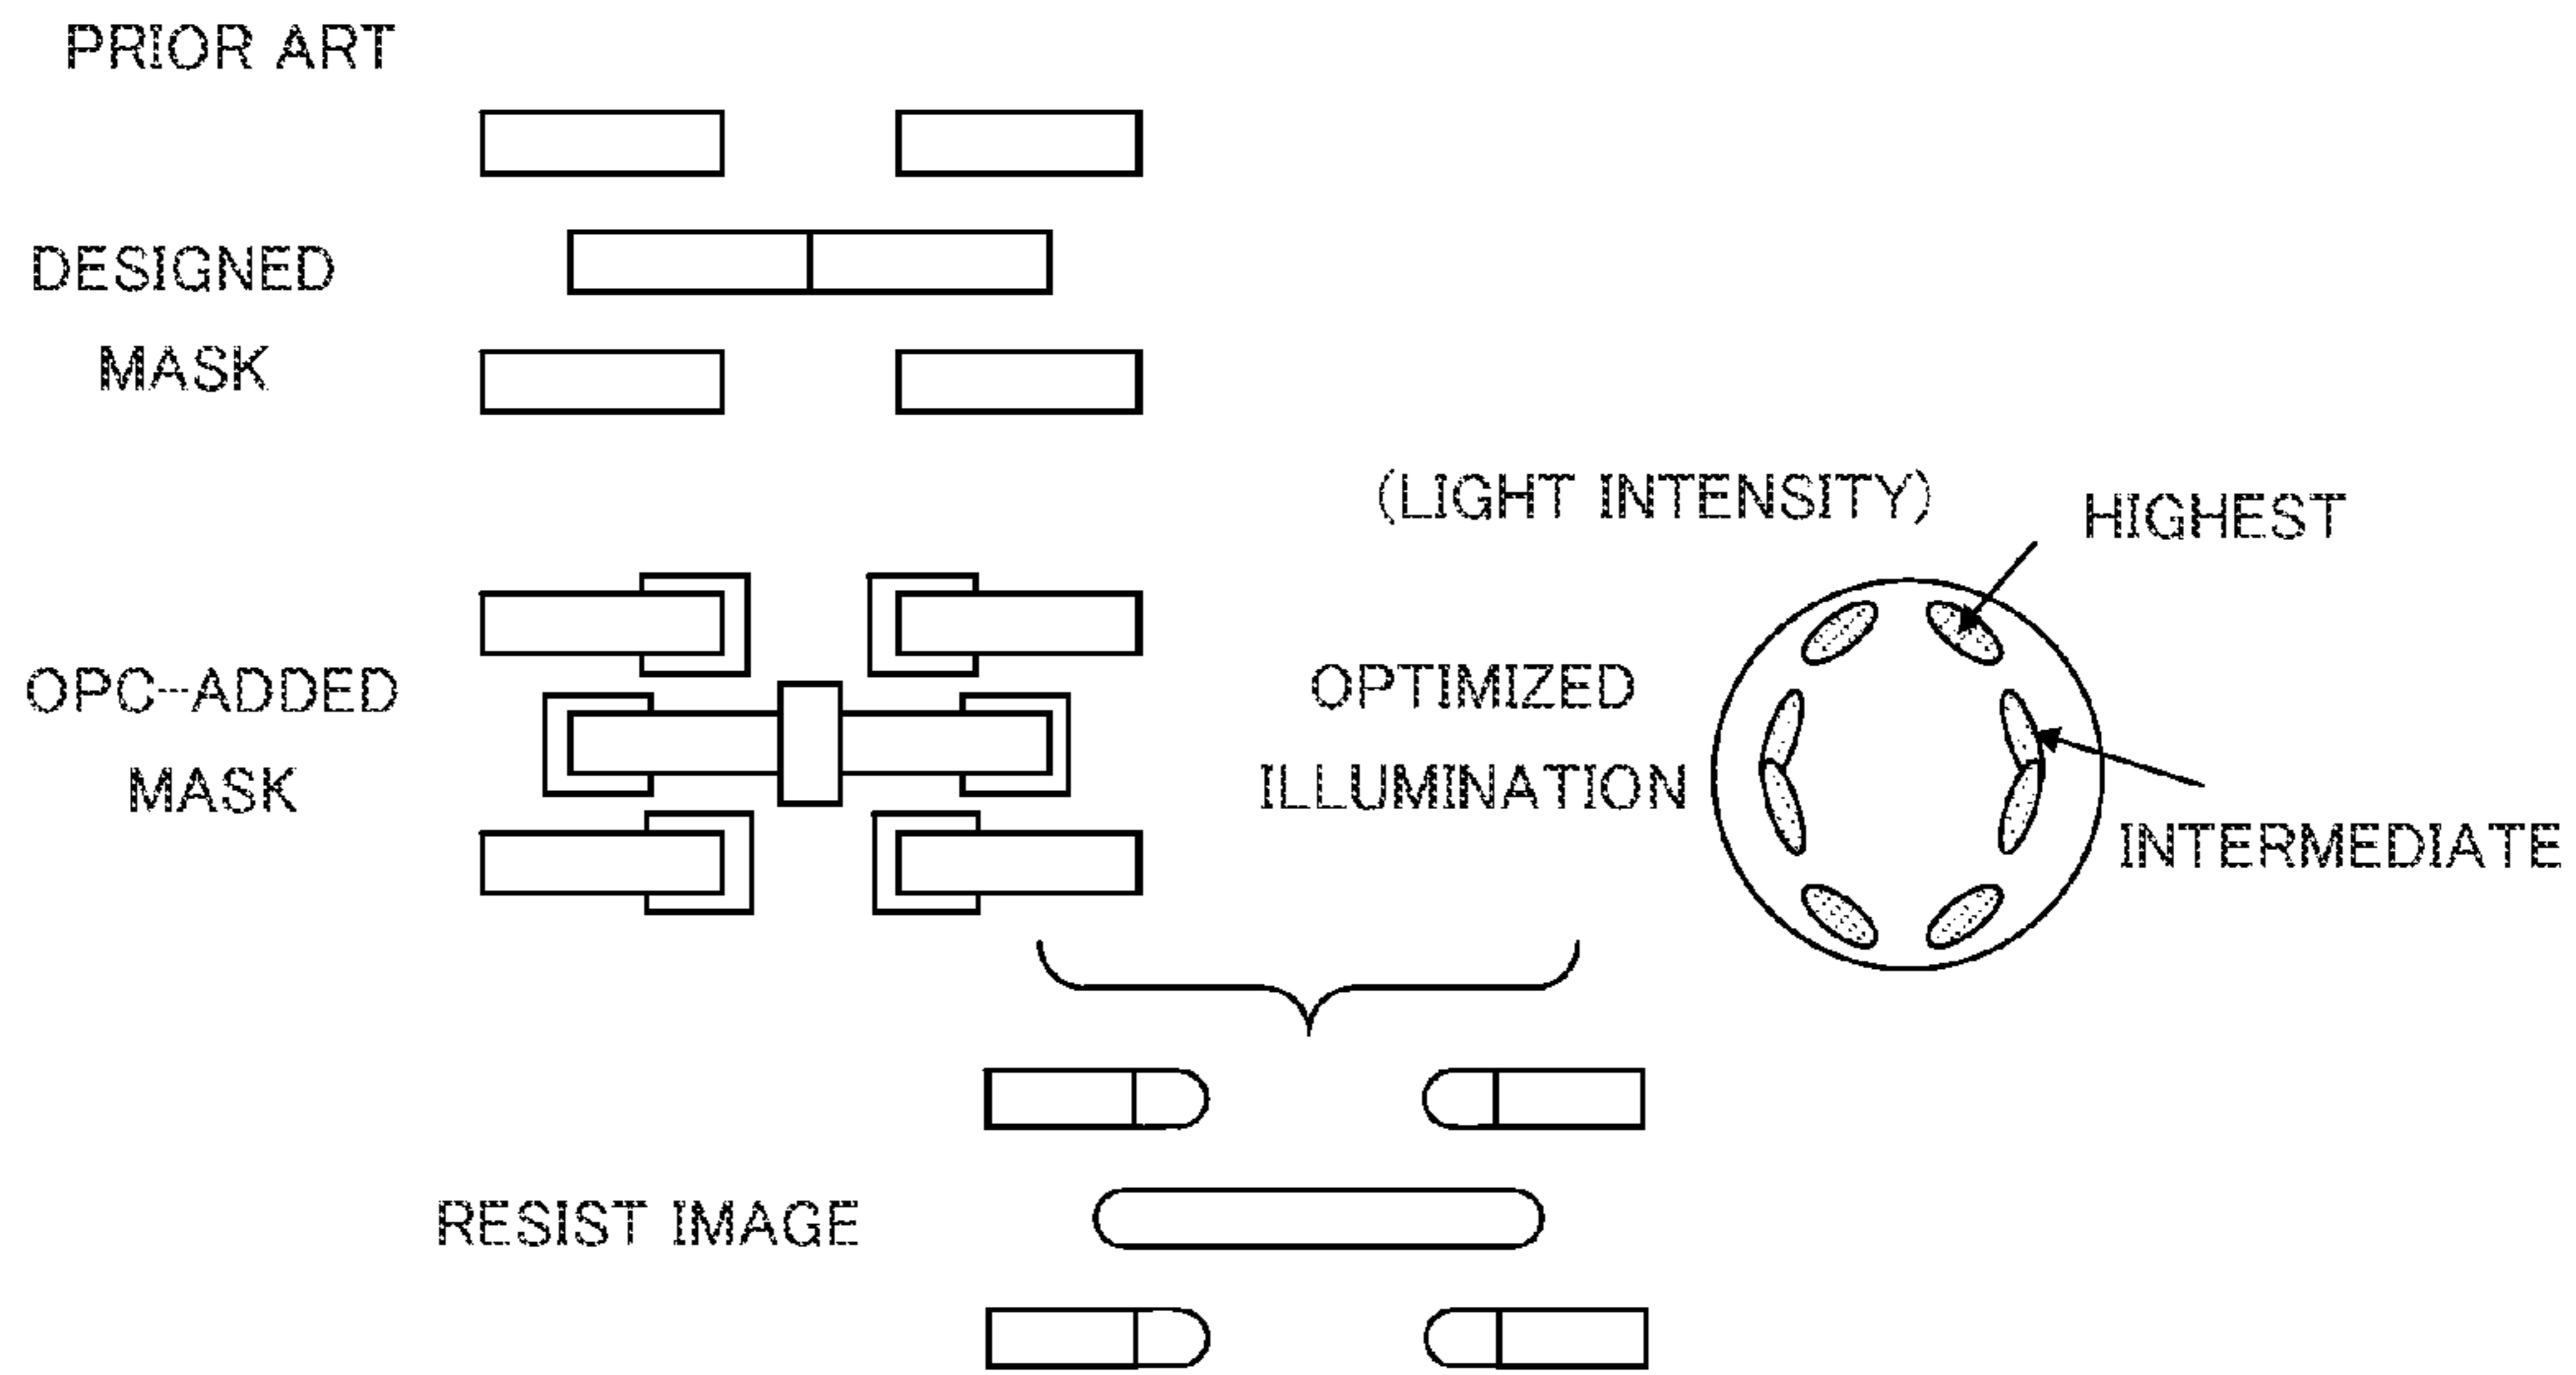 PRIOR ART
DESIGNED
MASK
(LIGHT INTENSITY)
HIGHEST
OPC--ADDED
MASK
OPTIMIZED
ILLUMINATION
INTERMEDIATE
RESIST IMAGE